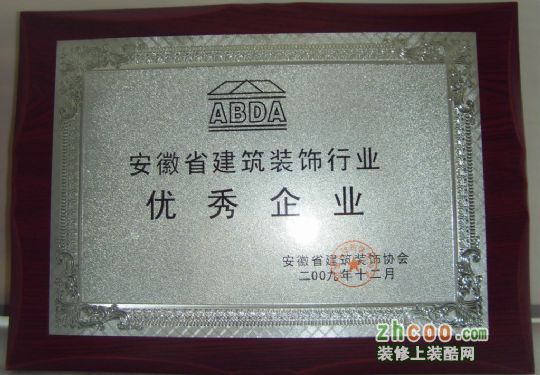 ABDA
安徽省建筑装饰行业
优秀企业
安徽省建筑装饰协会
二00九年十二月
zhcoo.com
装修上装酷网